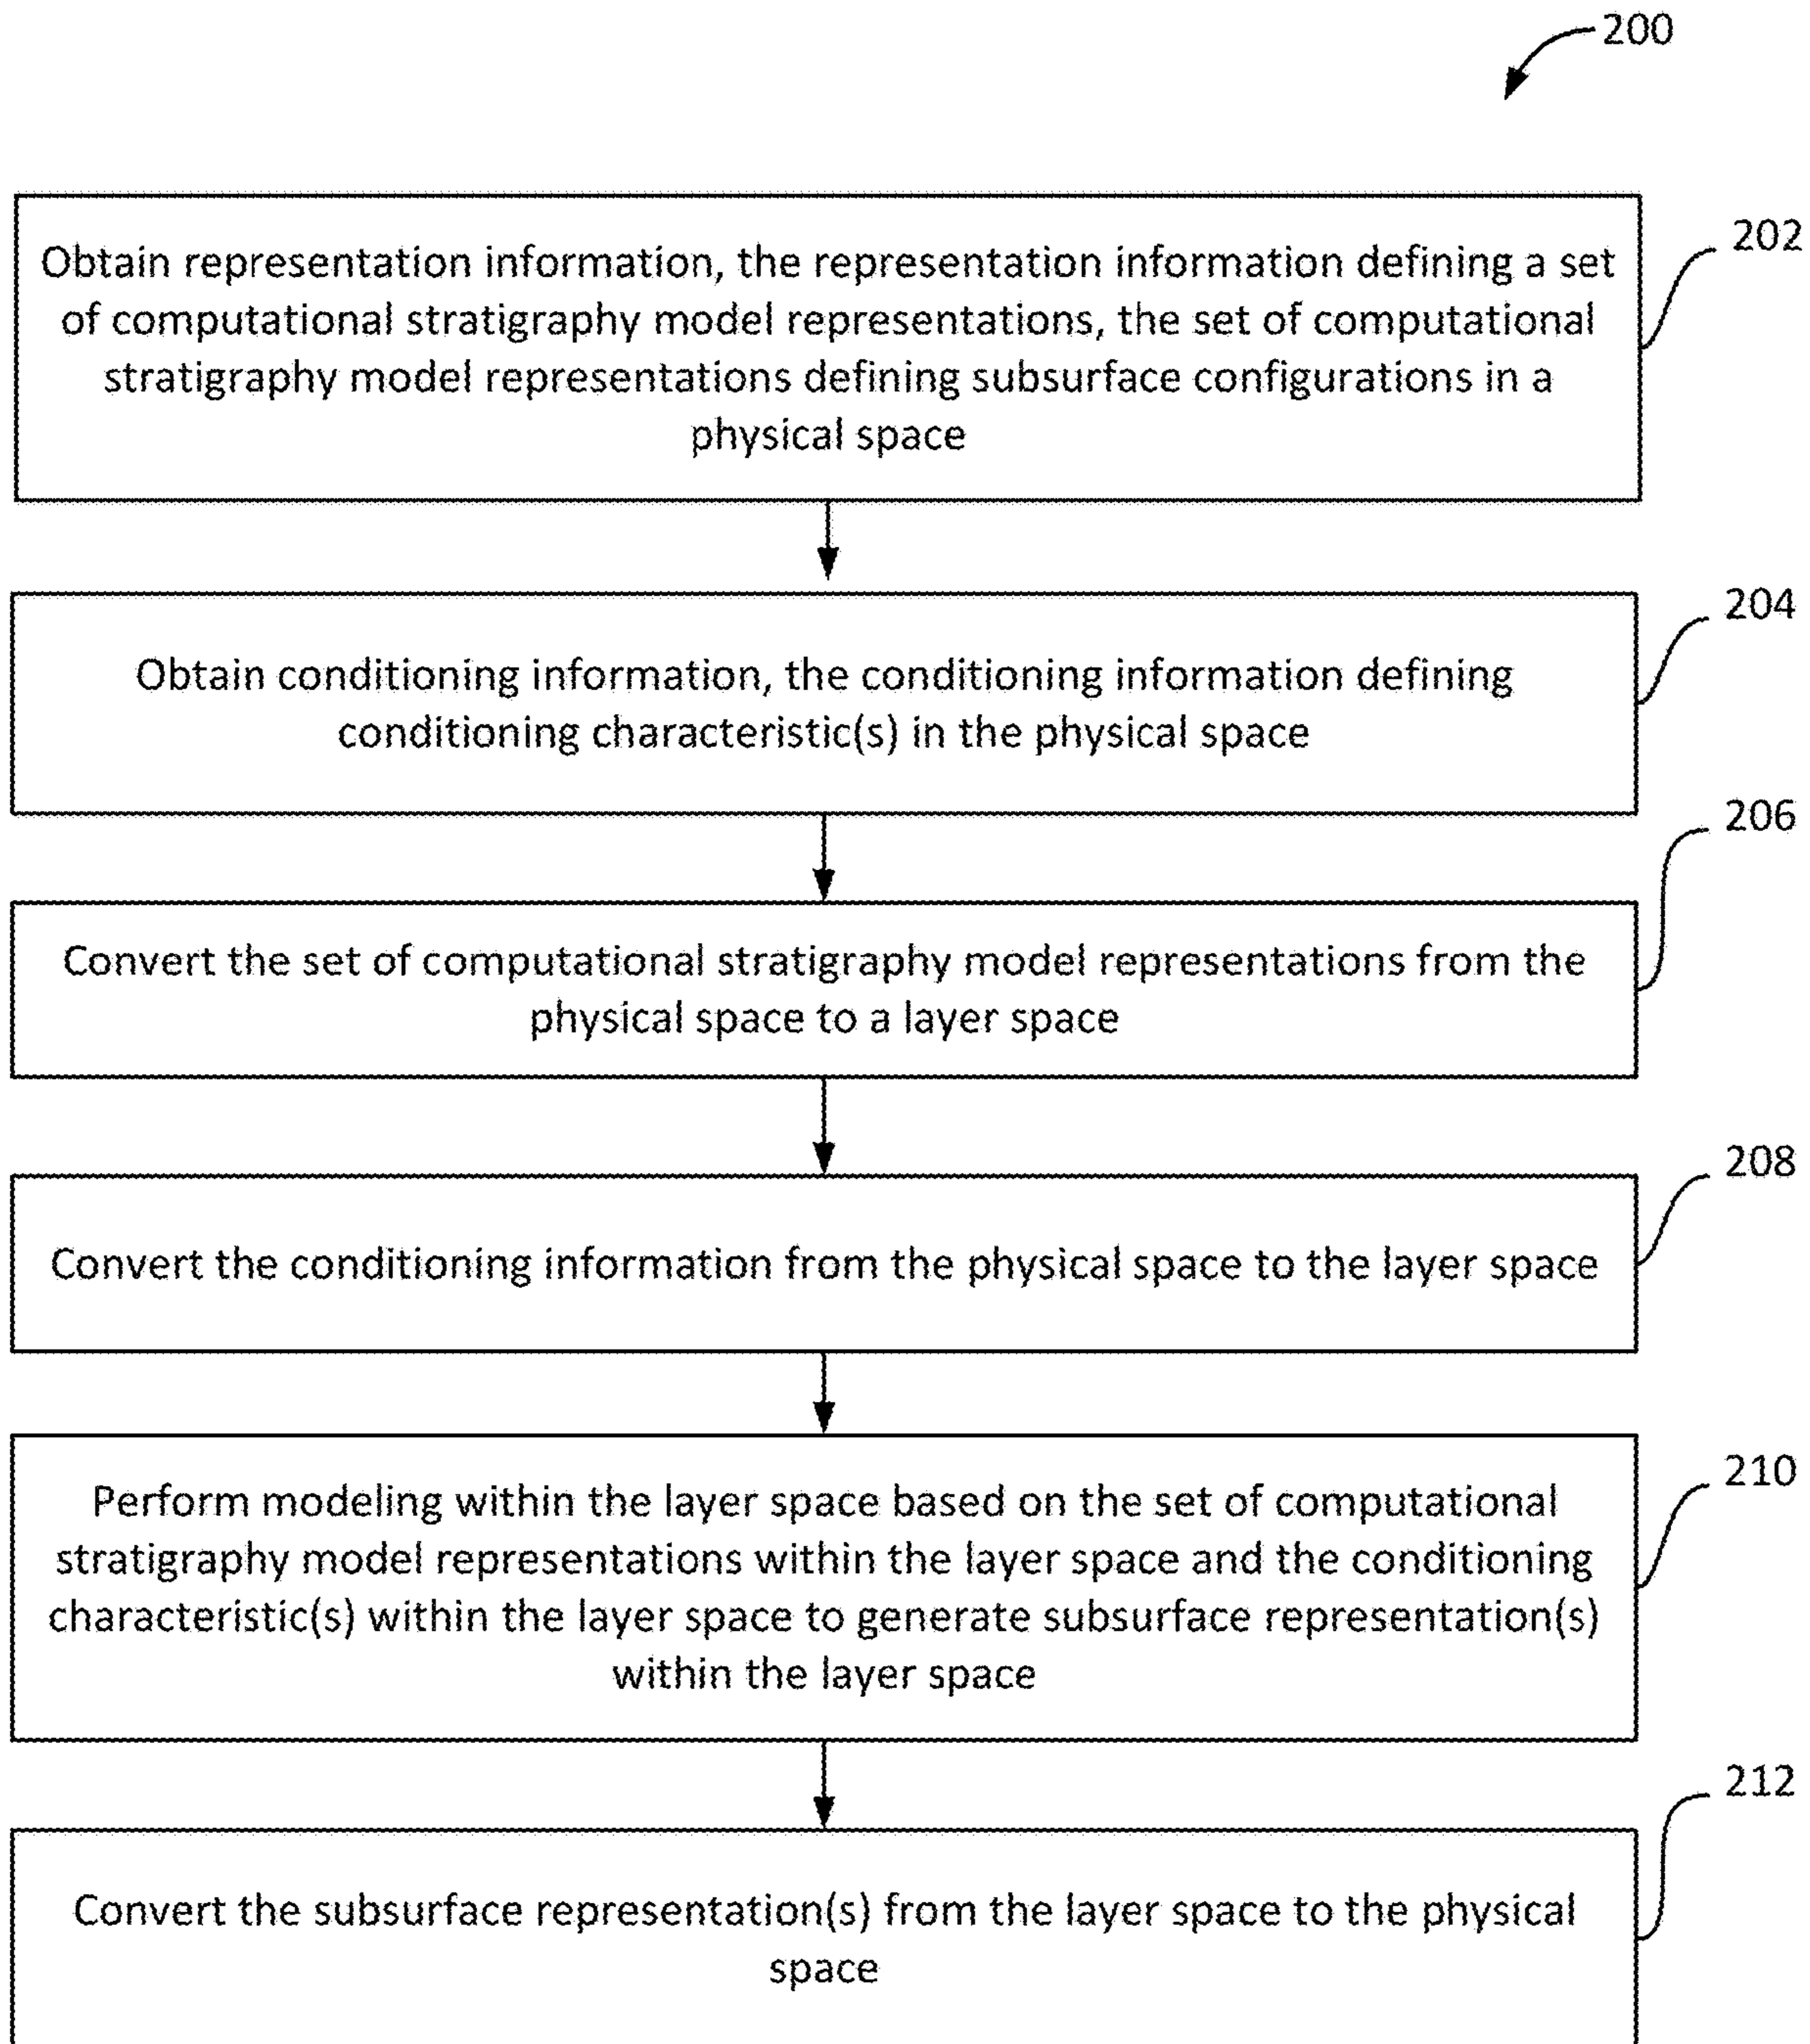 200
202
Obtain representation information, the representation information defining a set
of computational stratigraphy model representations, the set of computational
stratigraphy model representations defining subsurface configurations in a
physical space
204
Obtain conditioning information, the conditioning information defining
conditioning characteristic(s) in the physical space
206
Convert the set of computational stratigraphy model representations from the
physical space to a layer space
208
Convert the conditioning information from the physical space to the layer space
210
Perform modeling within the layer space based on the set of computational
stratigraphy model representations within the layer space and the conditioning
characteristic(s) within the layer space to generate subsurface representation(s)
within the layer space
212
Convert the subsurface representation(s) from the layer space to the physical
space